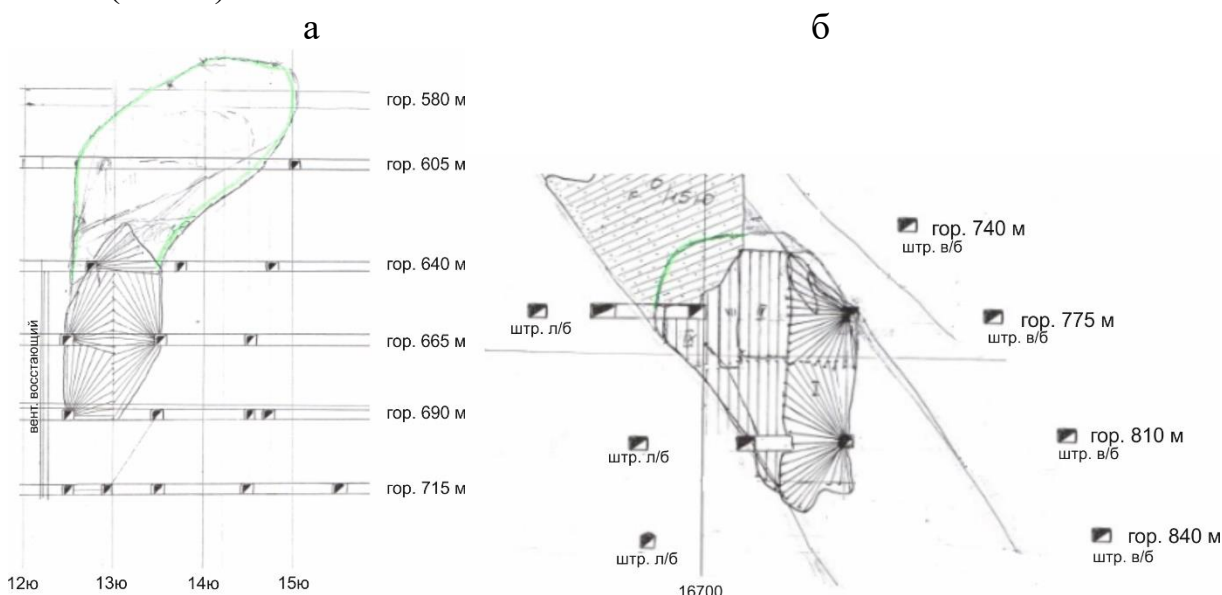 а
б
гор. 580 м
гор. 605 м
гор. 640 м
гор. 665 м
гор. 690 м
гор. 715 м
вент. восстающий
12ю 13ю 14ю 15ю
гор. 740 м
штр. в/б
гор. 775 м
штр. в/б
штр. л/б
гор. 810 м
штр. в/б
штр. л/б
гор. 840 м
штр. в/б
штр. л/б
16700